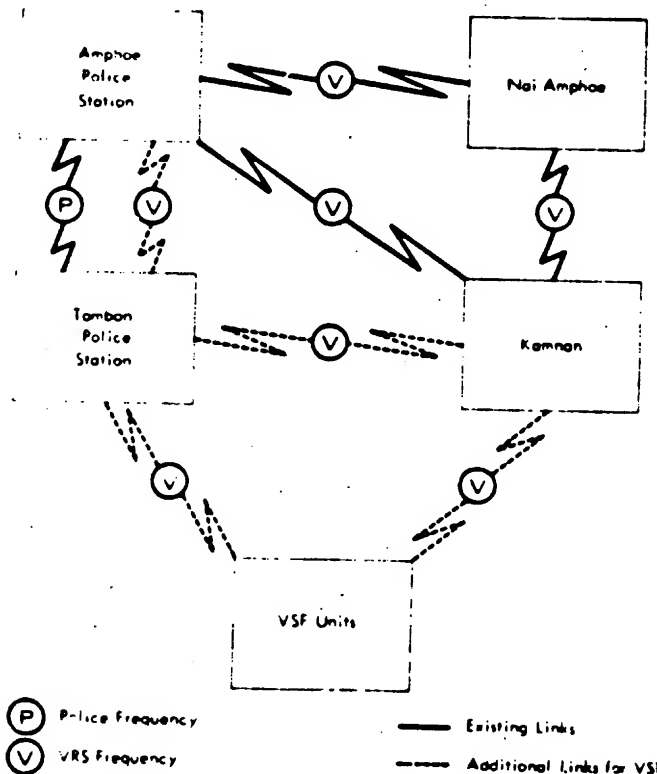 Amphoe
Police
Station
V
Nai Amphoe
P
V
V
V
Tambon
Police
Station
V
Kamnan
V
V
VSF Units
P Police Frequency
V VRS Frequency
Existing Links
Additional Links for VSF